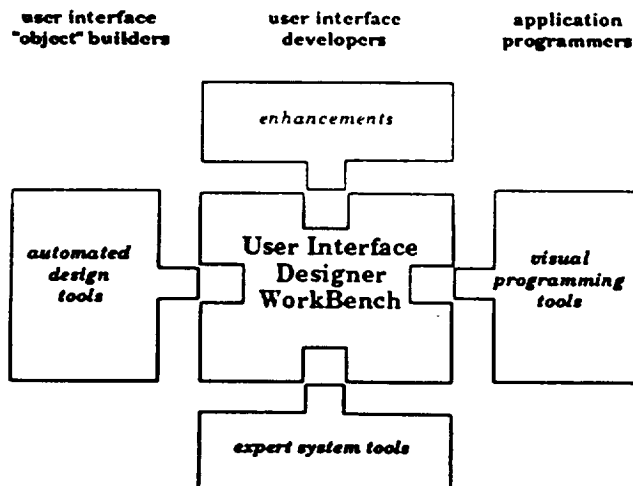 user interface
"object" builders
user interface
developers
application
programmers
enhancements
automated
design
tools
User Interface
Designer
WorkBench
visual
programming
tools
expert system tools